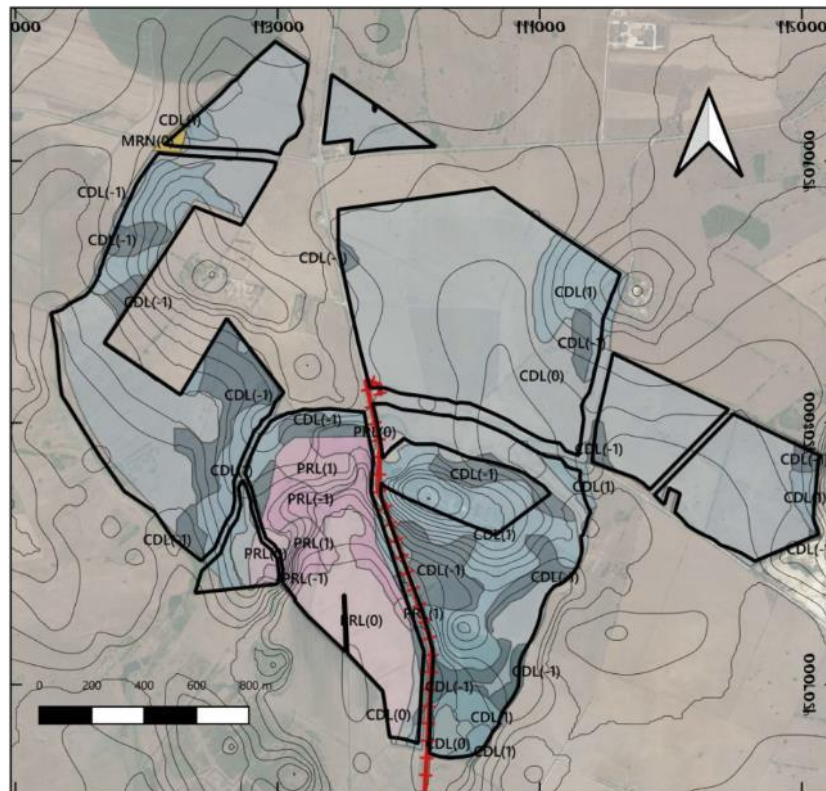 CDL(1)
MRN(0)
CDL(-1)
CDL(-1)
CDL(-1)
CDL(1)
CDL(-1)
CDL(-1)
CDL(0)
CDL(-1)
CDL(-1)
PRL(0)
CDL(-1)
CDL(-1)
PRL(1)
CDL(-1)
CDL(1)
CDL(1)
PRL(-1)
CDL(1)
CDL(-1)
PRL(1)
PRL(-1)
CDL(-1)
PRL(1)
PRL(0)
CDL(-1)
0 200 400 600 800 m
CDL(-1)
CDL(0)
CDL(1)
CDL(0)
CDL(1)